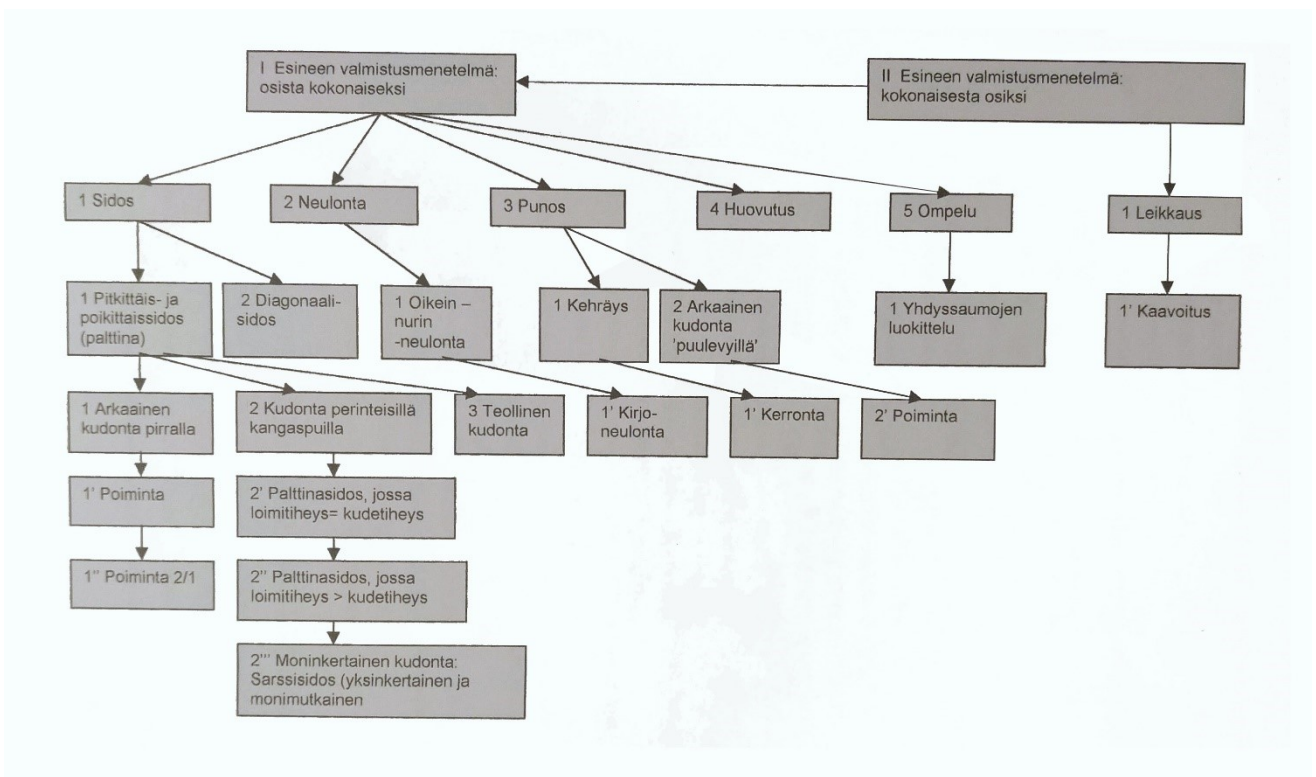 I Esineen valmistusmenetelmä:
osista kokonaiseksi
II Esineen valmistusmenetelmä:
kokonaisesta osiksi
1 Sidos
2 Neulonta
3 Punos
4 Huovutus
5 Ompelu
1 Leikkaus
1 Pitkittäis- ja
poikittaissidos
(palttina)
2 Diagonaali-
sidos
1 Oikein –
nurin
-neulonta
1 Kehräys
2 Arkaainen
kudonta
'puulevyillä'
1 Yhdyssaumojen
luokittelu
1' Kaavoitus
1 Arkaainen
kudonta pirralla
2 Kudonta perinteisillä
kangaspuilla
3 Teollinen
kudonta
1' Kirjo-
neulonta
1' Kerronta
2' Poiminta
1' Poiminta
2' Palttinasidos, jossa
loimitiheys= kudetiheys
1'' Poiminta 2/1
2'' Palttinasidos, jossa
loimitiheys > kudetiheys
2''' Moninkertainen kudonta:
Sarssisidos (yksinkertainen ja
monimutkainen